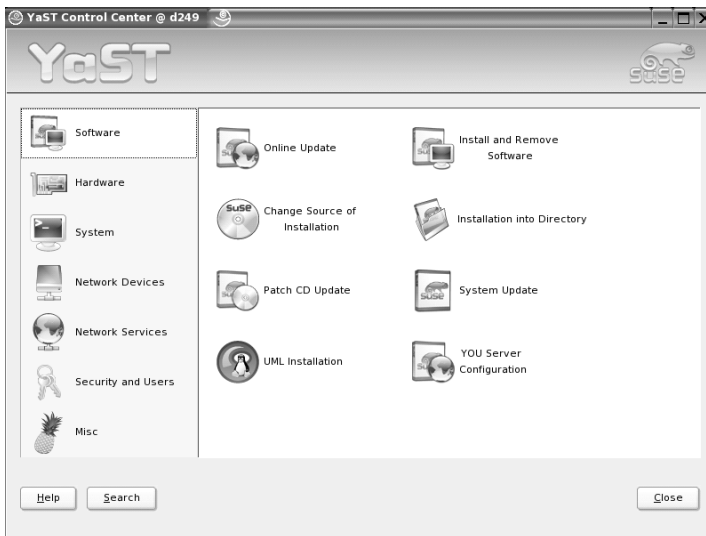 YaST Control Center @ d249
YaST
suse
Software
Hardware
System
Network Devices
Network Services
Security and Users
Misc
Online Update
Install and Remove
Software
SuSE
Change Source of
Installation
Installation into Directory
Patch CD Update
System Update
UML Installation
YOU Server
Configuration
Help
Search
Close